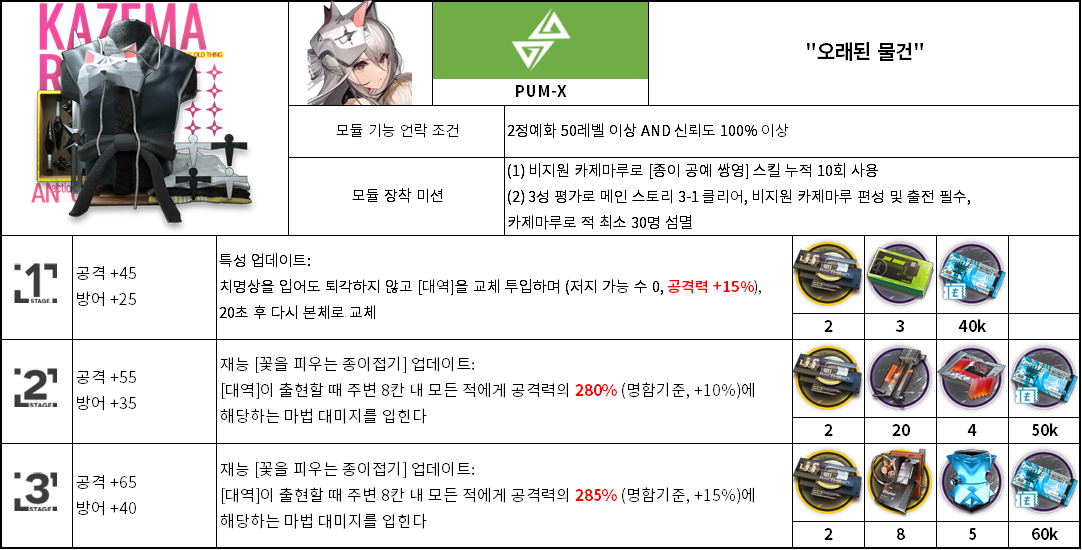 KAZEMA
R
OLD THING
AN
PUM-X
"오래된 물건"
모듈 기능 언락 조건
2정예화 50레벨 이상 AND 신뢰도 100% 이상
모듈 장착 미션
(1) 비지원 카제마루로 [종이 공예 쌍영] 스킬 누적 10회 사용
(2) 3성 평가로 메인 스토리 3-1 클리어, 비지원 카제마루 편성 및 출전 필수,
카제마루로 적 최소 30명 섬멸
1
STAGE
공격 +45
방어 +25
특성 업데이트:
치명상을 입어도 퇴각하지 않고 [대역]을 교체 투입하며 (저지 가능 수 0, 공격력 +15%),
20초 후 다시 본체로 교체
2
3
40k
2
STAGE
공격 +55
방어 +35
재능 [꽃을 피우는 종이접기] 업데이트:
[대역]이 출현할 때 주변 8칸 내 모든 적에게 공격력의 280% (명함기준, +10%)에
해당하는 마법 대미지를 입힌다
2
20
4
50k
3
STAGE
공격 +65
방어 +40
재능 [꽃을 피우는 종이접기] 업데이트:
[대역]이 출현할 때 주변 8칸 내 모든 적에게 공격력의 285% (명함기준, +15%)에
해당하는 마법 대미지를 입힌다
2
8
5
60k